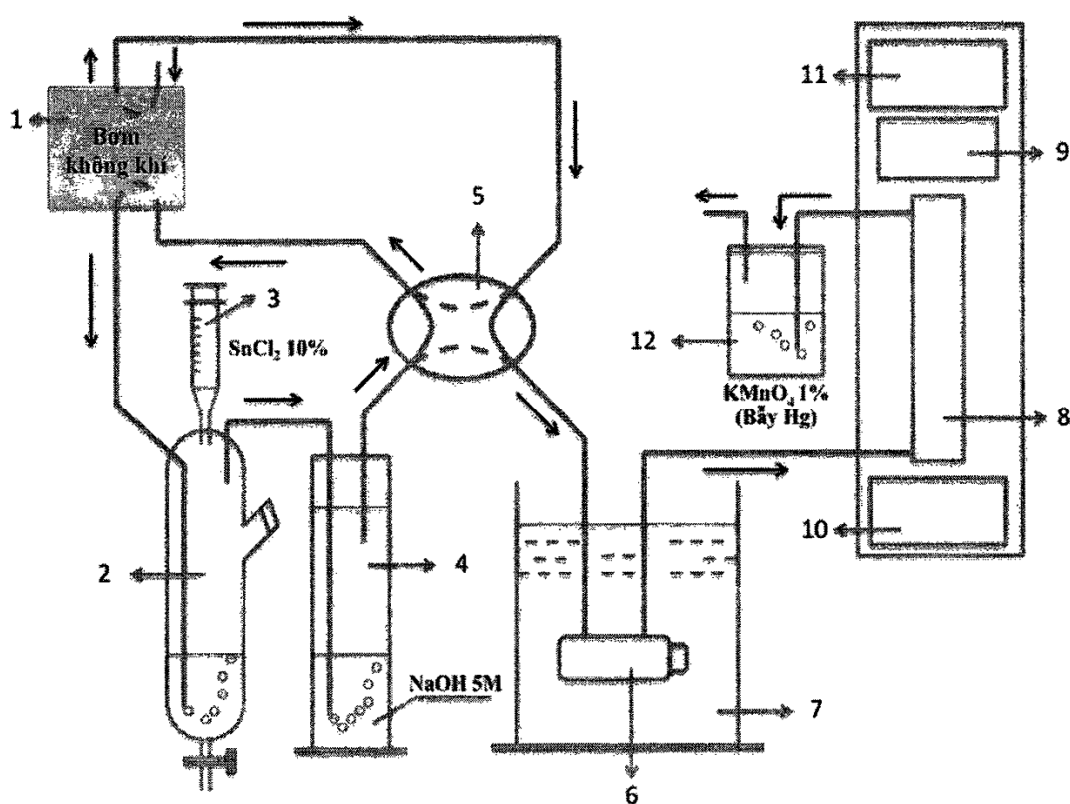 11
1
Bơm
không khí
9
5
3
SnCl₂ 10%
12
KMnO₄ 1%
(Bẫy Hg)
8
10
2
4
NaOH 5M
7
6